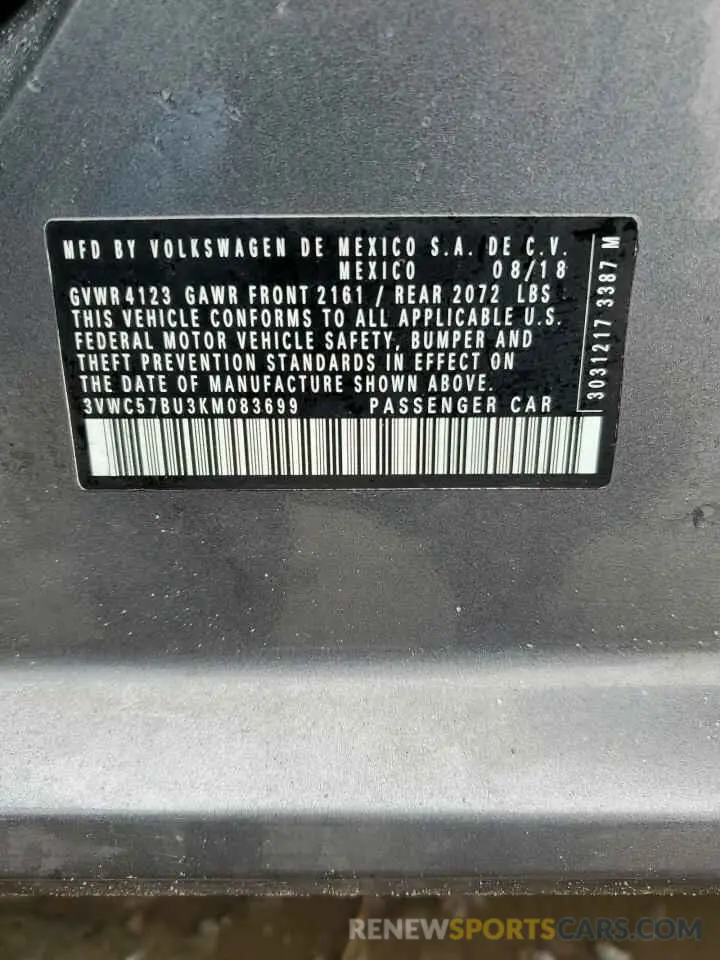 MFD BY VOLKSWAGEN DE MEXICO S.A. DE C.V.
MEXICO 08/18
GVWR 4123 GAWR FRONT 2161 / REAR 2072 LBS
THIS VEHICLE CONFORMS TO ALL APPLICABLE U.S.
FEDERAL MOTOR VEHICLE SAFETY, BUMPER AND
THEFT PREVENTION STANDARDS IN EFFECT ON
THE DATE OF MANUFACTURE SHOWN ABOVE.
3VWC57BU3KM083699 PASSENGER CAR
3031217 3387 M
RENEWSPORTSCARS.COM